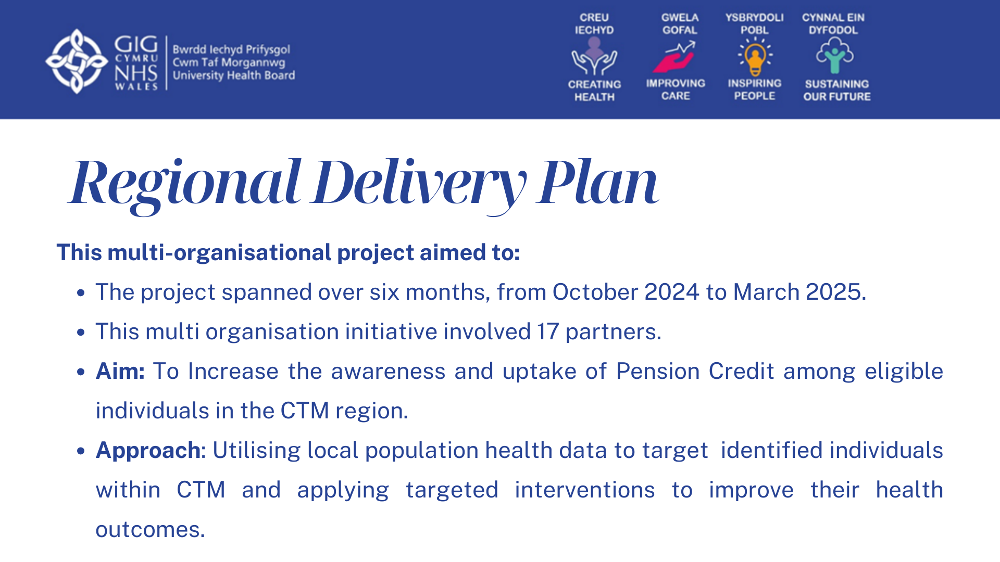 GIG
CYMRU
NHS
WALES
Bwrdd Iechyd Prifysgol
Cwm Taf Morgannwg
University Health Board
CREU
IECHYD
CREATING
HEALTH
GWELA
GOFAL
IMPROVING
CARE
YSBRYDOLI
POBL
INSPIRING
PEOPLE
CYNNAL EIN
DYFODOL
SUSTAINING
OUR FUTURE
Regional Delivery Plan
This multi-organisational project aimed to:
• The project spanned over six months, from October 2024 to March 2025.
• This multi organisation initiative involved 17 partners.
• Aim: To Increase the awareness and uptake of Pension Credit among eligible
individuals in the CTM region.
• Approach: Utilising local population health data to target identified individuals
within CTM and applying targeted interventions to improve their health
outcomes.